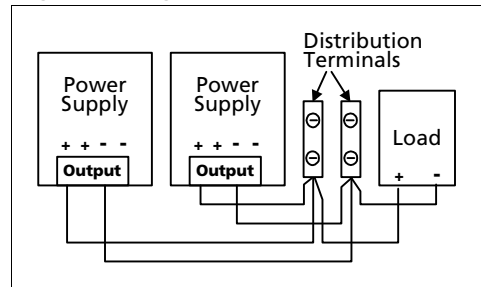 Distribution
Terminals
Power
Supply
+ + - -
Output
Power
Supply
+ + - -
Output
Load
+ -